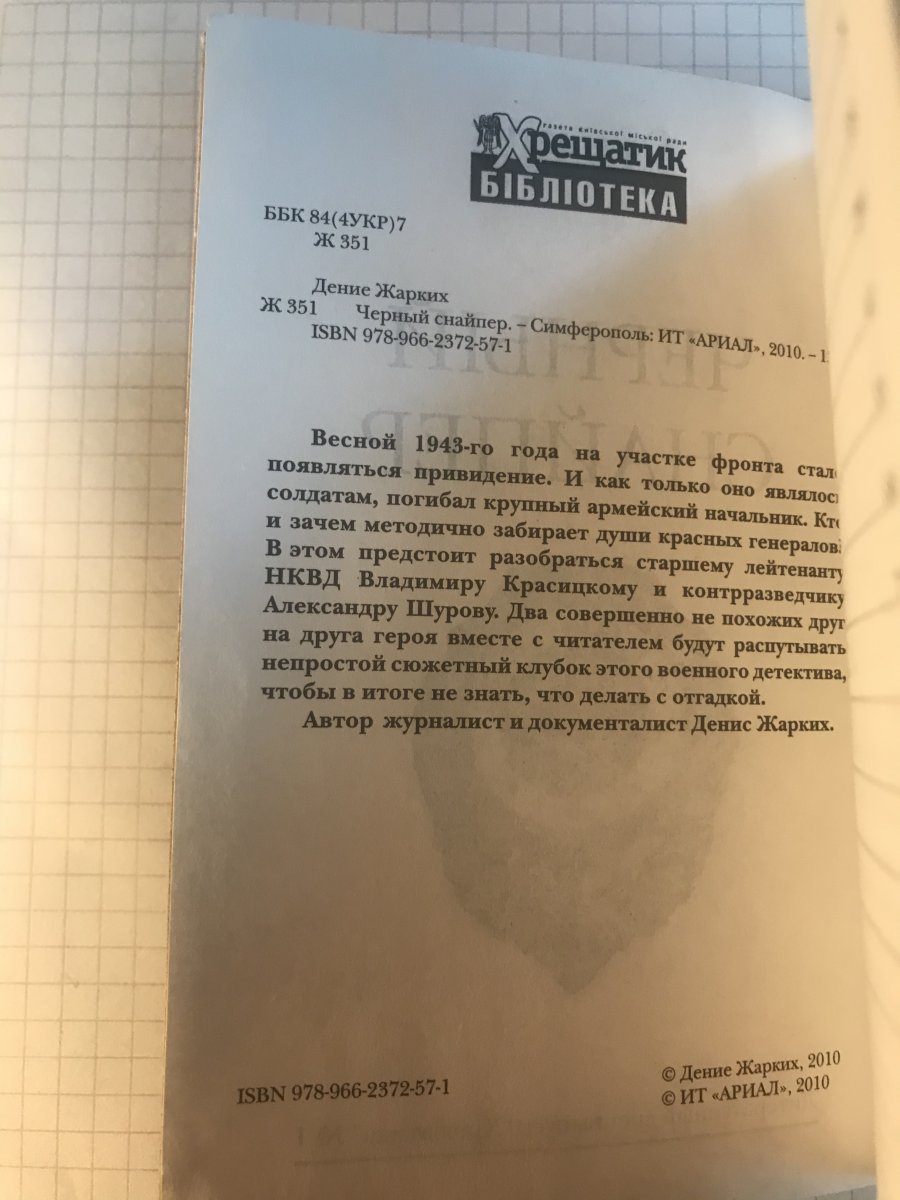 газета київської міської ради
Хрещатик
БІБЛІОТЕКА
ББК 84(4УКР)7
Ж 351
Дение Жарких
Ж 351 Черный снайпер. – Симферополь: ИТ «АРИАЛ», 2010. – 1
ISBN 978-966-2372-57-1
Весной 1943-го года на участке фронта стал
появляться привидение. И как только оно являлос
солдатам, погибал крупный армейский начальник. Кт
и зачем методично забирает души красных генералов
В этом предстоит разобраться старшему лейтенанту
НКВД Владимиру Красицкому и контрразведчику
Александру Шурову. Два совершенно не похожих друг
на друга героя вместе с читателем будут распутывать
непростой сюжетный клубок этого военного детектива,
чтобы в итоге не знать, что делать с отгадкой.
Автор журналист и документалист Денис Жарких.
ISBN 978-966-2372-57-1
© Дение Жарких, 2010
© ИТ «АРИАЛ», 2010